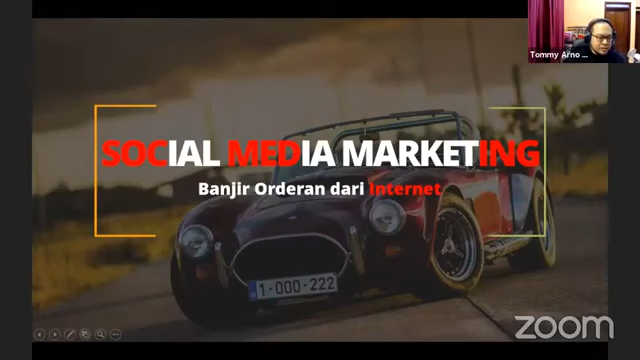 Tommy Arno ...
SOCIAL MEDIA MARKETING
Banjir Orderan dari Internet
1-000-222
zoom